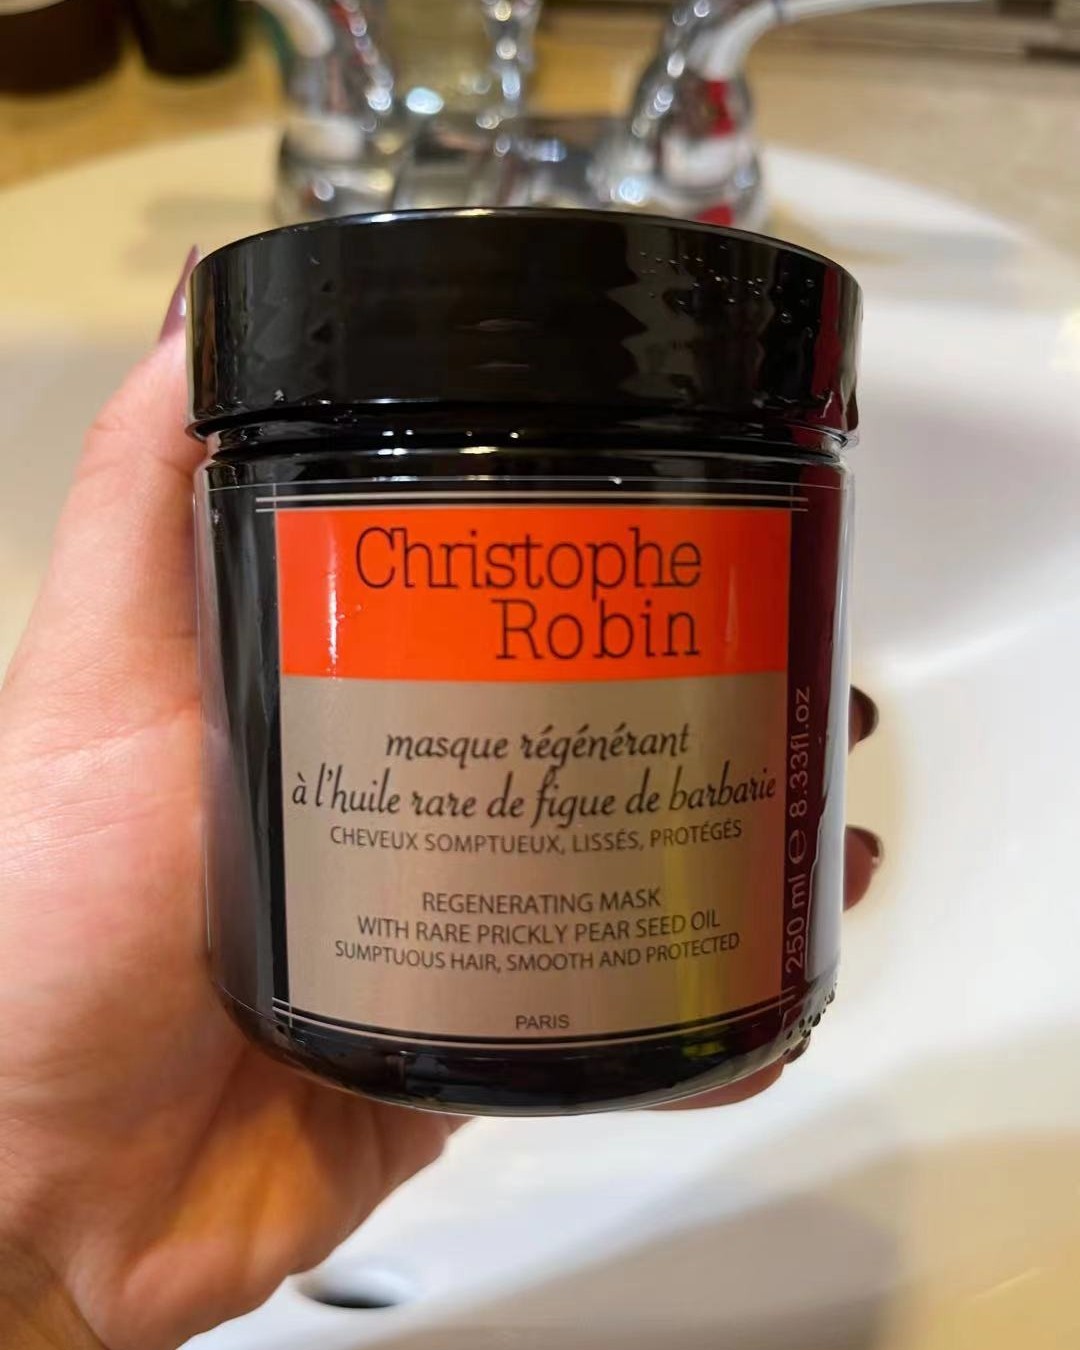 Christophe
Robin
masque régénérant
à l'huile rare de figue de barbarie
CHEVEUX SOMPTUEUX, LISSÉS, PROTÉGÉS
REGENERATING MASK
WITH RARE PRICKLY PEAR SEED OIL
SUMPTUOUS HAIR, SMOOTH AND PROTECTED
PARIS
250 ml ℮ 8.33fl.oz